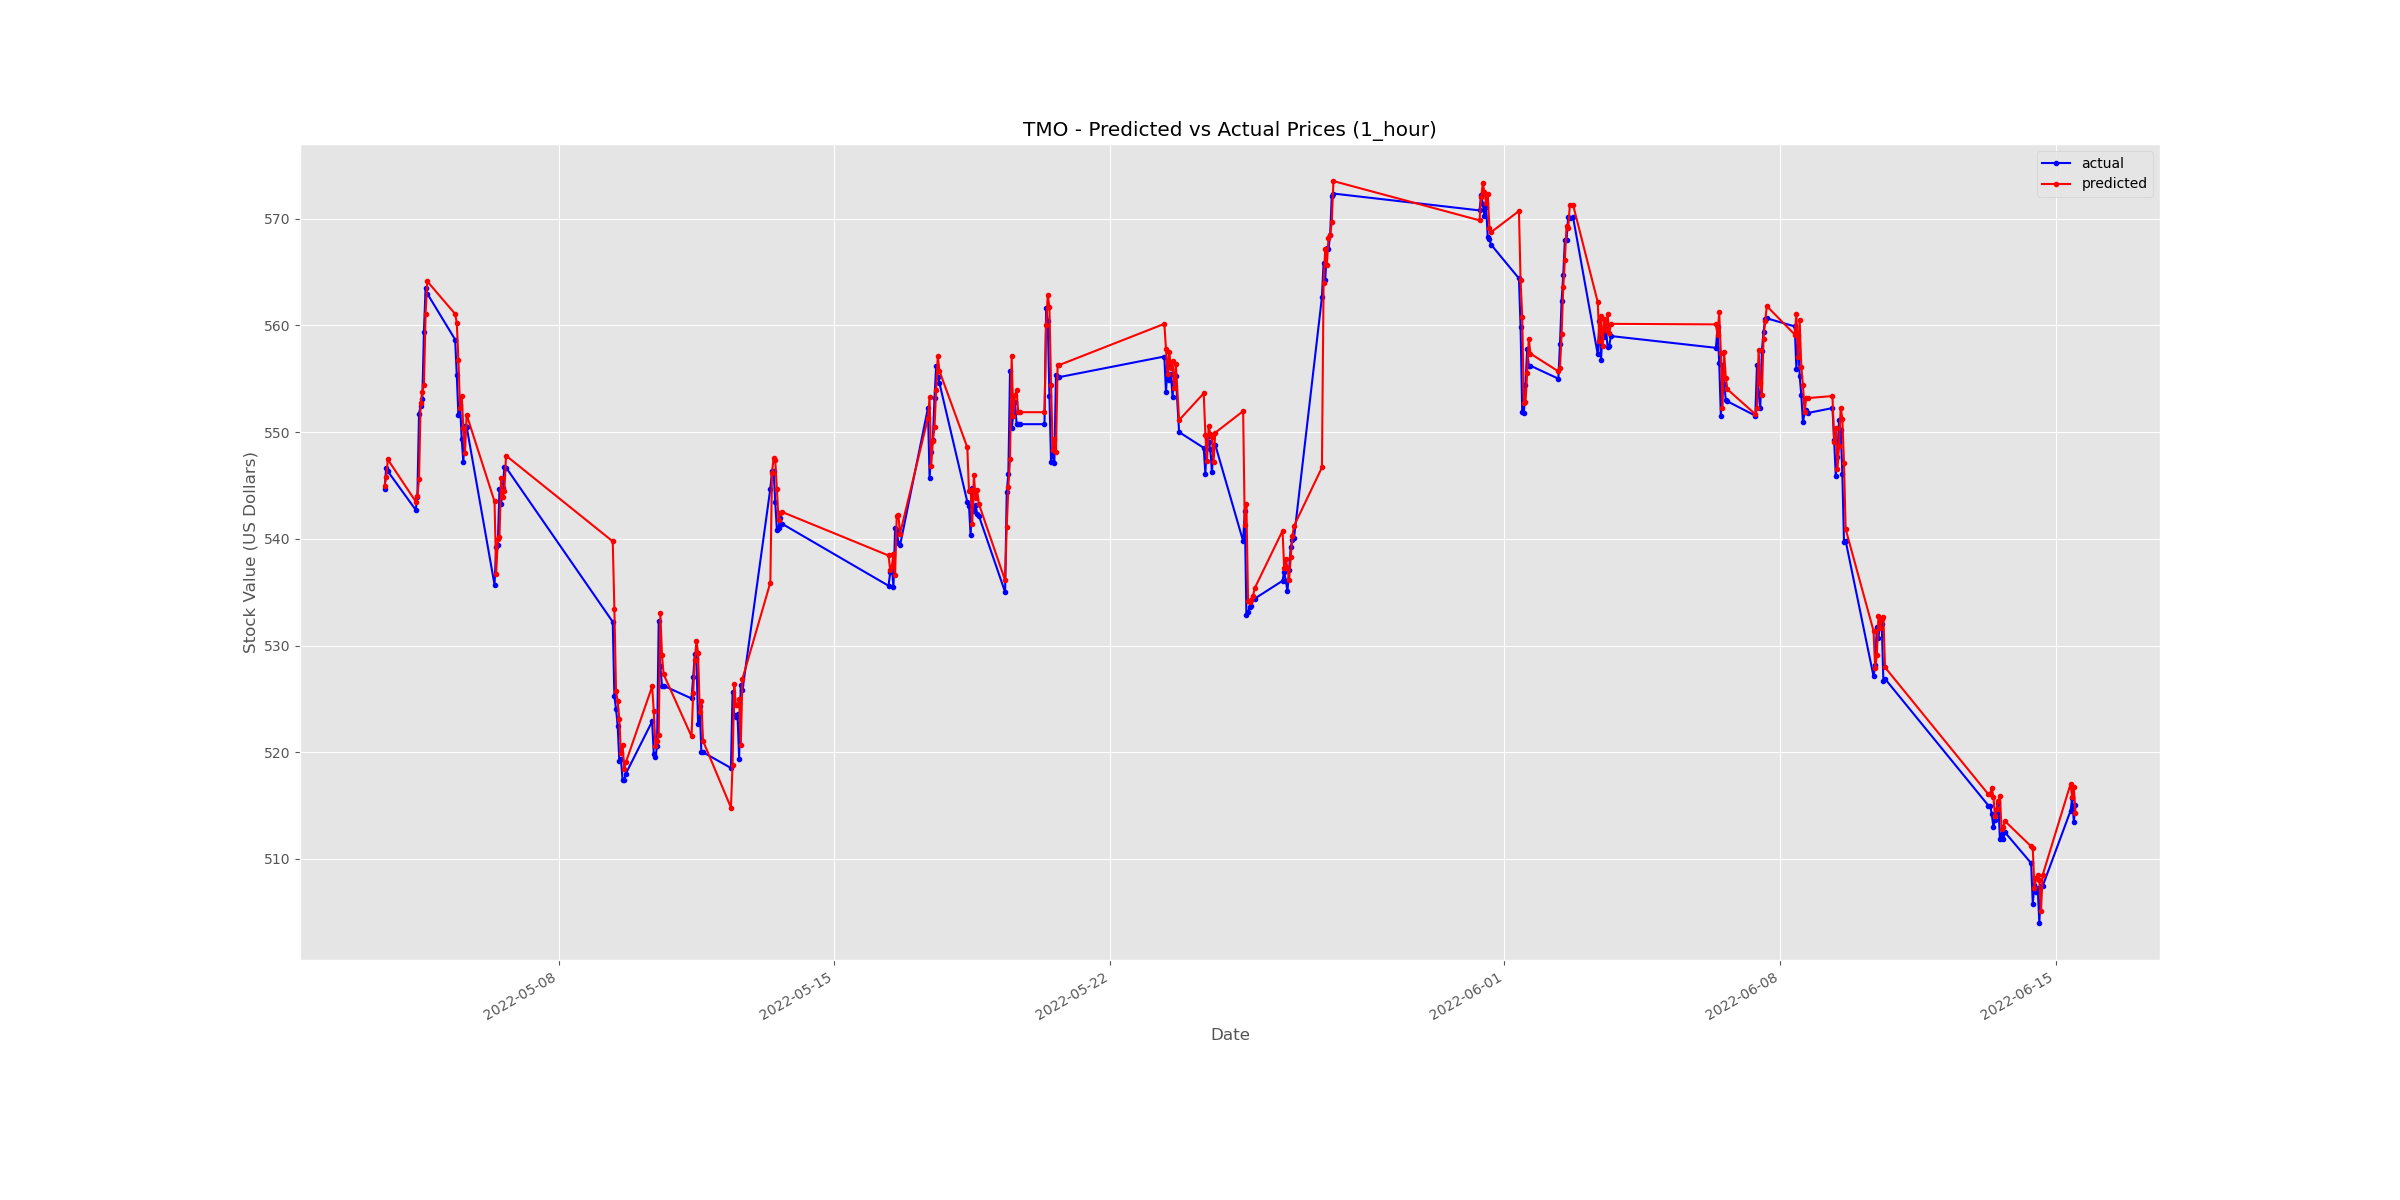 TMO - Predicted vs Actual Prices (1_hour)
actual
predicted
Stock Value (US Dollars)
570
560
550
540
530
520
510
2022-05-08
2022-05-15
2022-05-22
2022-06-01
2022-06-08
2022-06-15
Date